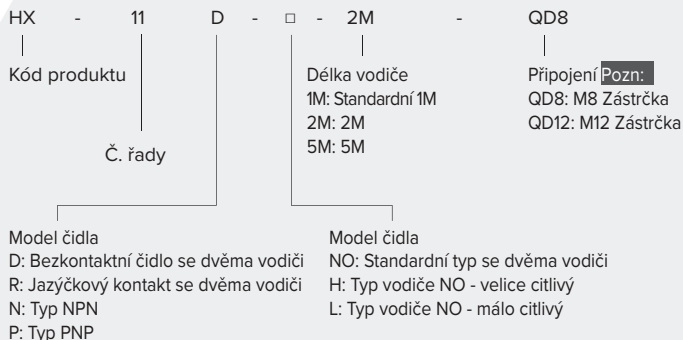 HX - 11 D - □ - 2M - QD8
Kód produktu
Č. řady
Délka vodiče
1M: Standardní 1M
2M: 2M
5M: 5M
Připojení Pozn:
QD8: M8 Zástrčka
QD12: M12 Zástrčka
Model čidla
D: Bezkontaktní čidlo se dvěma vodiči
R: Jazýčkový kontakt se dvěma vodiči
N: Typ NPN
P: Typ PNP
Model čidla
NO: Standardní typ se dvěma vodiči
H: Typ vodiče NO - velice citlivý
L: Typ vodiče NO - málo citlivý